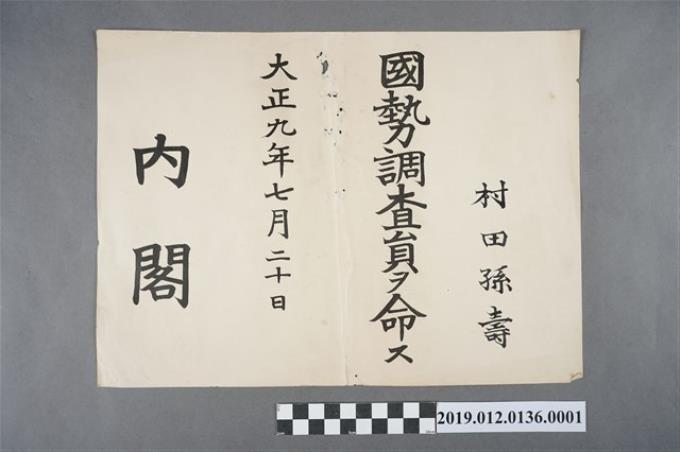 村田孫壽
國勢調査員ヲ命ス
大正九年七月二十日
内閣
2019.012.0136.0001